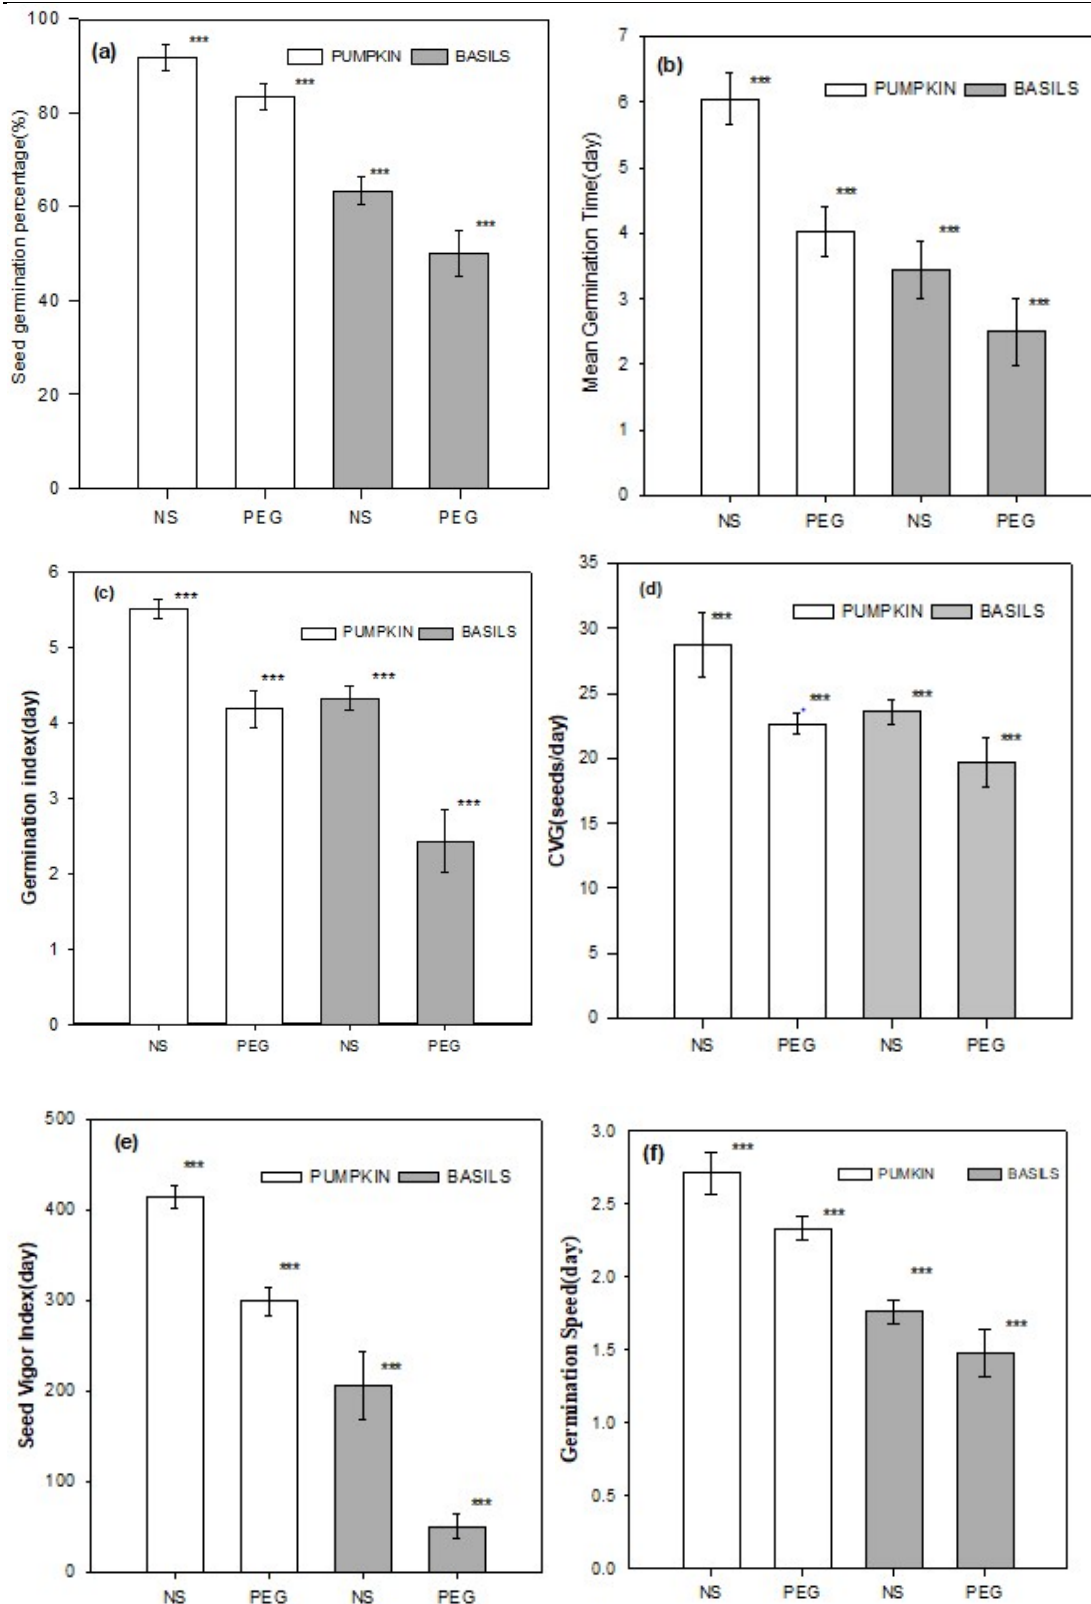 (a)
PUMPKIN BASILS
Seed germination percentage(%)
100
80
60
40
20
0
*** *** *** ***
NS PEG NS PEG
(b)
PUMPKIN BASILS
Mean Germination Time(day)
7
6
5
4
3
2
1
0
*** *** *** ***
NS PEG NS PEG
(c)
PUMPKIN BASILS
Germination index(day)
6
5
4
3
2
1
0
*** *** *** ***
NS PEG NS PEG
(d)
PUMPKIN BASILS
CVG(seeds/day)
35
30
25
20
15
10
5
0
*** *** *** ***
NS PEG NS PEG
(e)
PUMPKIN BASILS
Seed Vigor Index(day)
500
400
300
200
100
0
*** *** *** ***
NS PEG NS PEG
(f)
PUMKIN BASILS
Germination Speed(day)
3.0
2.5
2.0
1.5
1.0
0.5
0.0
*** *** *** ***
NS PEG NS PEG